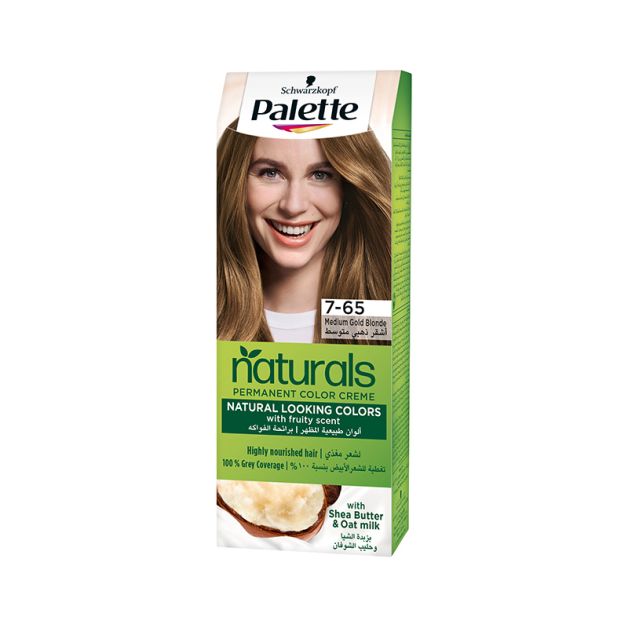 Schwarzkopf
Palette
7-65
Medium Gold Blonde
أشقر ذهبي متوسط
naturals
PERMANENT COLOR CREME
NATURAL LOOKING COLORS
with fruity scent
ألوان طبيعية المظهر | برائحة الفواكه
Highly nourished hair | لشعر مغذي
100 % Grey Coverage | تغطية للشعر الأبيض بنسبة ١٠٠ %
with
Shea Butter
& Oat milk
بزبدة الشيا
وحليب الشوفان